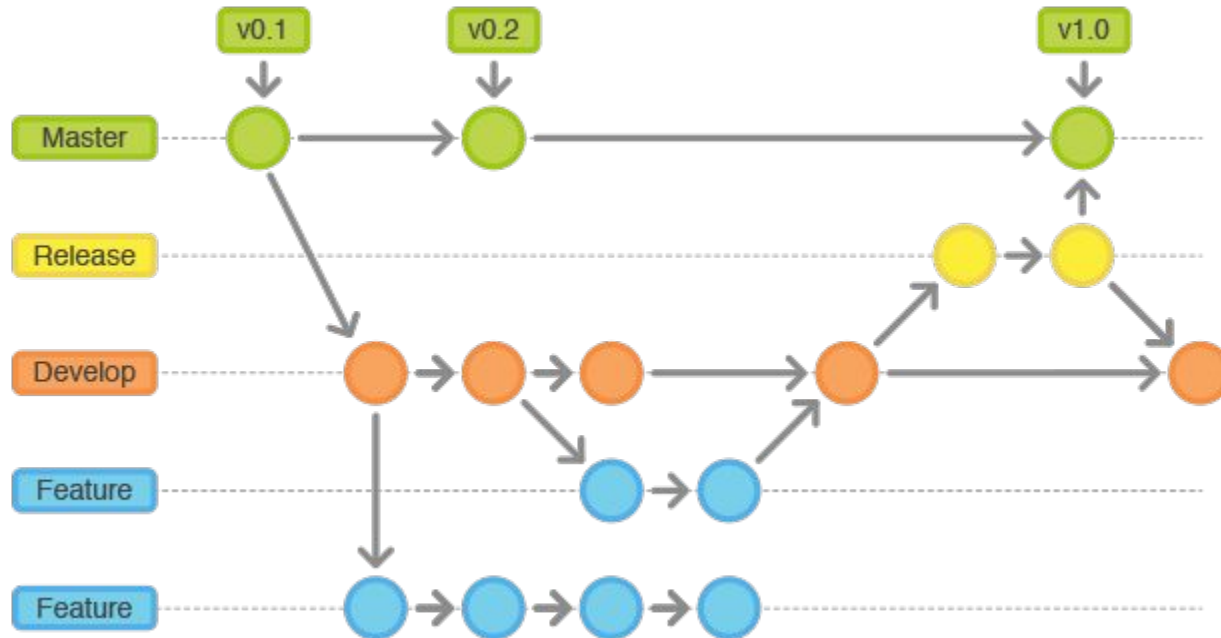 v0.1
v0.2
v1.0
Master
Release
Develop
Feature
Feature